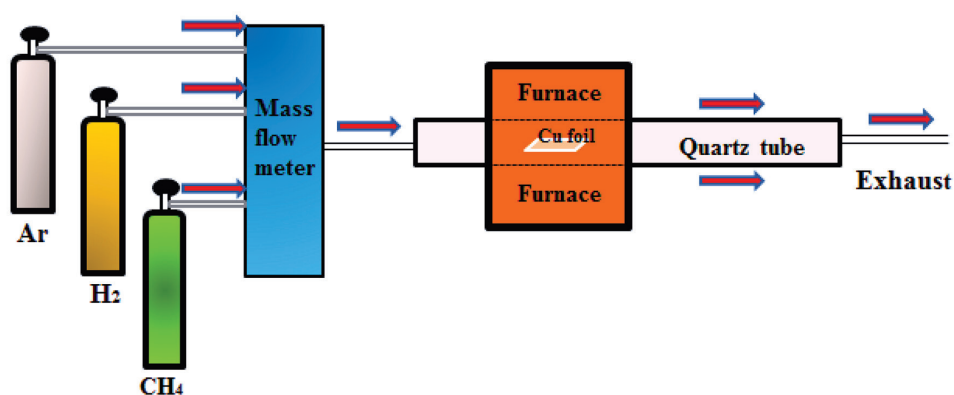 Ar
H2
CH4
Mass
flow
meter
Furnace
Cu foil
Furnace
Quartz tube
Exhaust